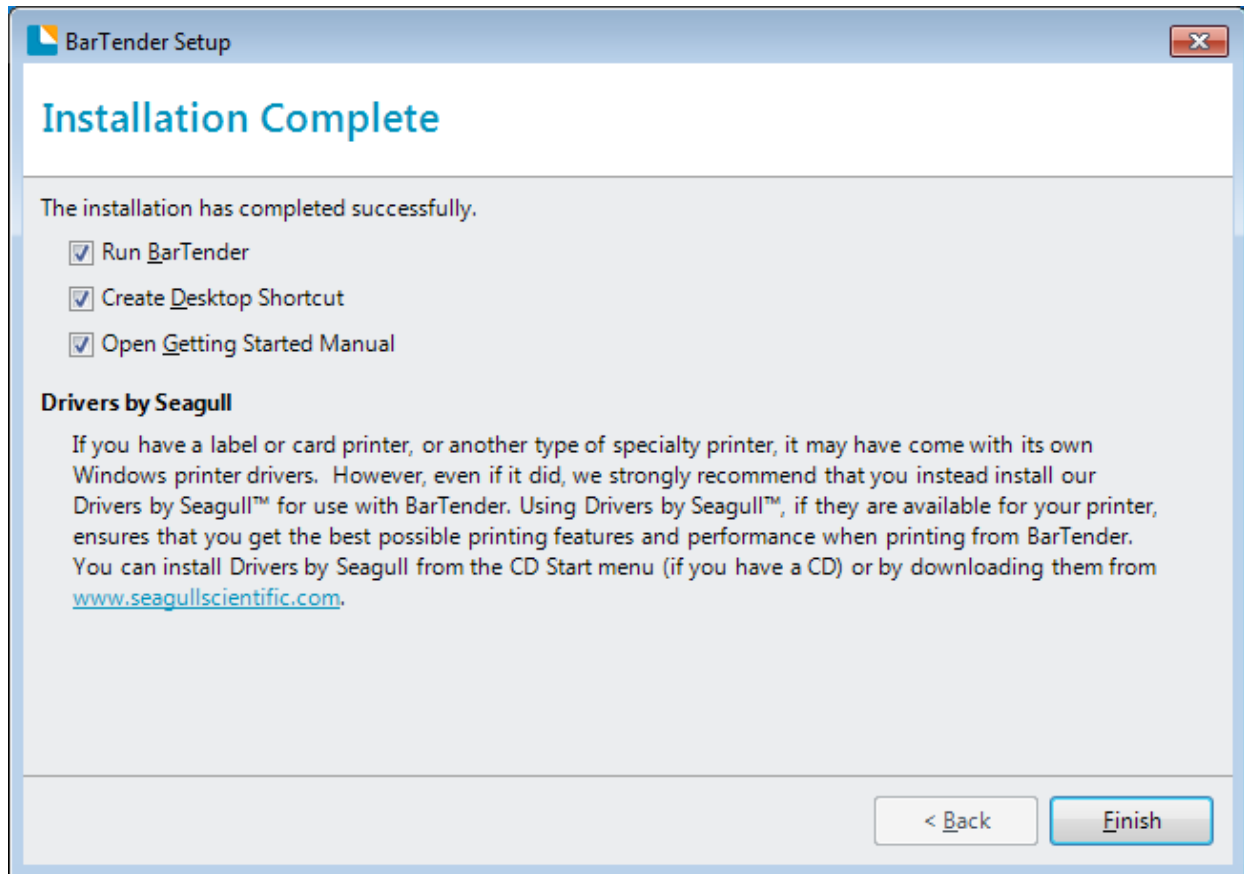 BarTender Setup
Installation Complete
The installation has completed successfully.
Run BarTender
Create Desktop Shortcut
Open Getting Started Manual
Drivers by Seagull
If you have a label or card printer, or another type of specialty printer, it may have come with its own
Windows printer drivers.  However, even if it did, we strongly recommend that you instead install our
Drivers by Seagull™ for use with BarTender. Using Drivers by Seagull™, if they are available for your printer,
ensures that you get the best possible printing features and performance when printing from BarTender.
You can install Drivers by Seagull from the CD Start menu (if you have a CD) or by downloading them from
www.seagullscientific.com.
< Back
Finish